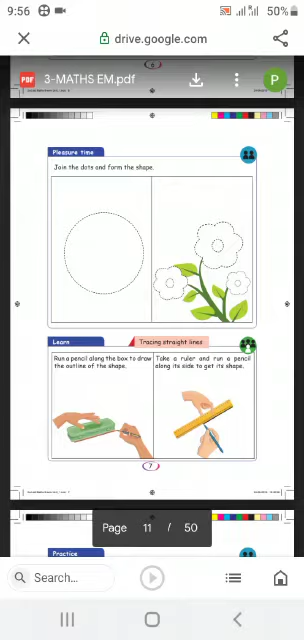 9:56
50%
drive.google.com
6
PDF
3-MATHS EM.pdf
P
Pleasure time
Join the dots and form the shape.
Learn
Tracing straight lines
Run a pencil along the box to draw
the outline of the shape.
Take a ruler and run a pencil
along its side to get its shape.
7
Page 11 / 50
Practice
Search...